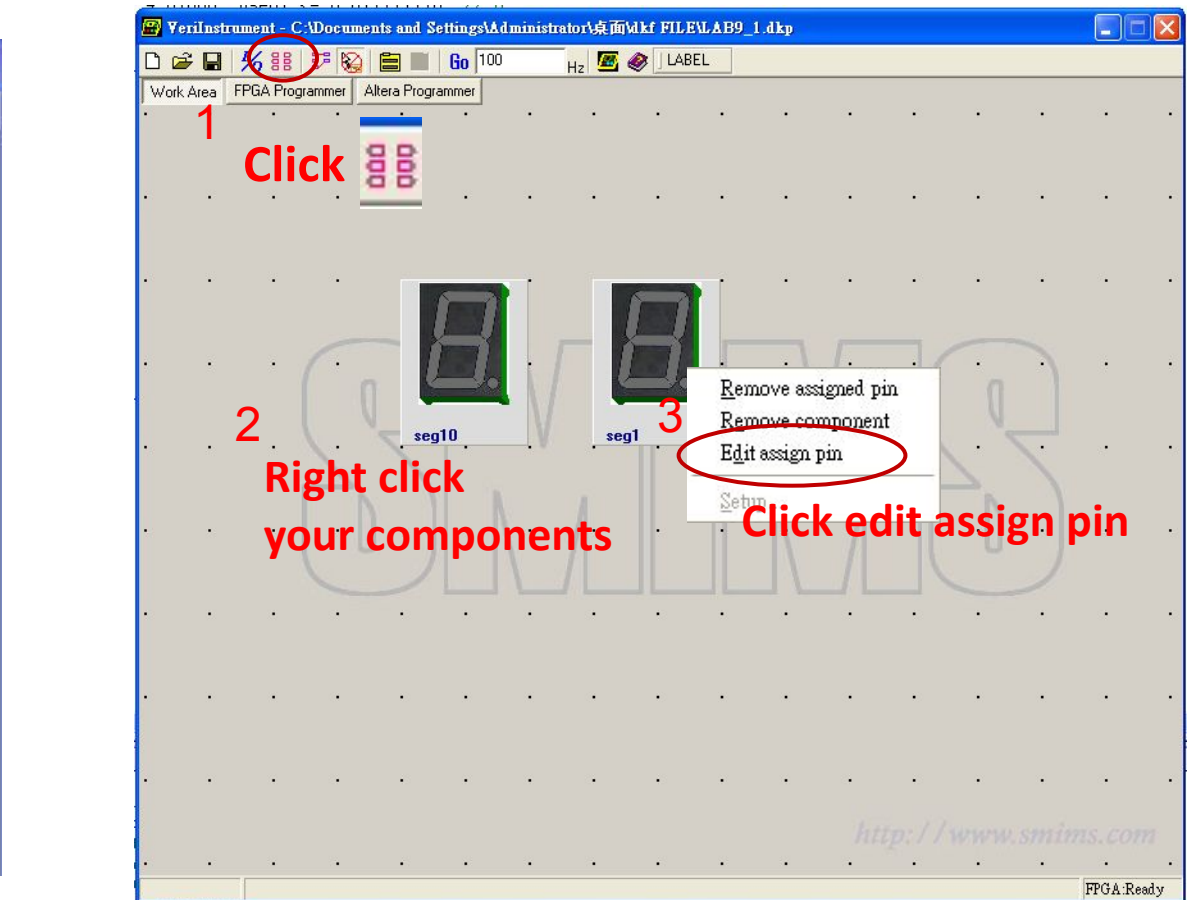 VeriInstrument - C:\Documents and Settings\Administrator\桌面\dkf FILE\LAB9_1.dkp
I/O Go 100 Hz LABEL
Work Area FPGA Programmer Altera Programmer
1
Click
Remove assigned pin
2
3
Remove component
seg10
seg1
Edit assign pin
Right click
your components
Setup
Click edit assign pin
SMIMS
http://www.smims.com
FPGA:Ready